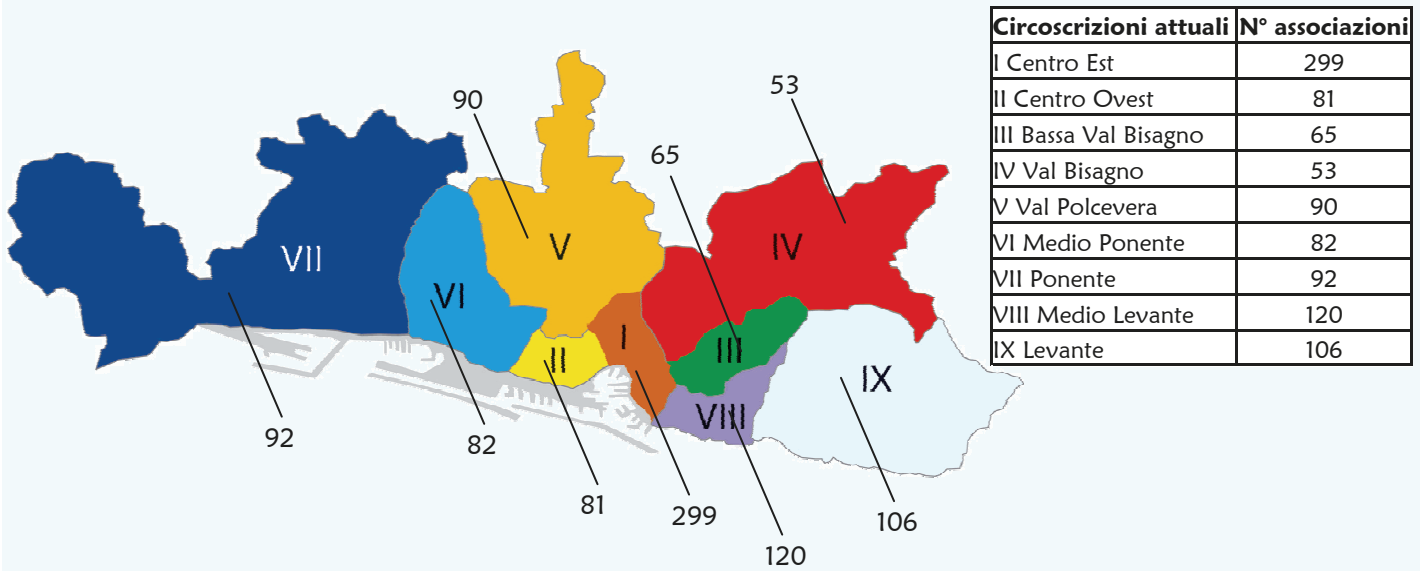 Circoscrizioni attuali N° associazioni
I Centro Est 299
II Centro Ovest 81
III Bassa Val Bisagno 65
IV Val Bisagno 53
V Val Polcevera 90
VI Medio Ponente 82
VII Ponente 92
VIII Medio Levante 120
IX Levante 106
90
53
65
VII
VI
V
IV
I
II
III
VIII
IX
92
82
81
299
106
120